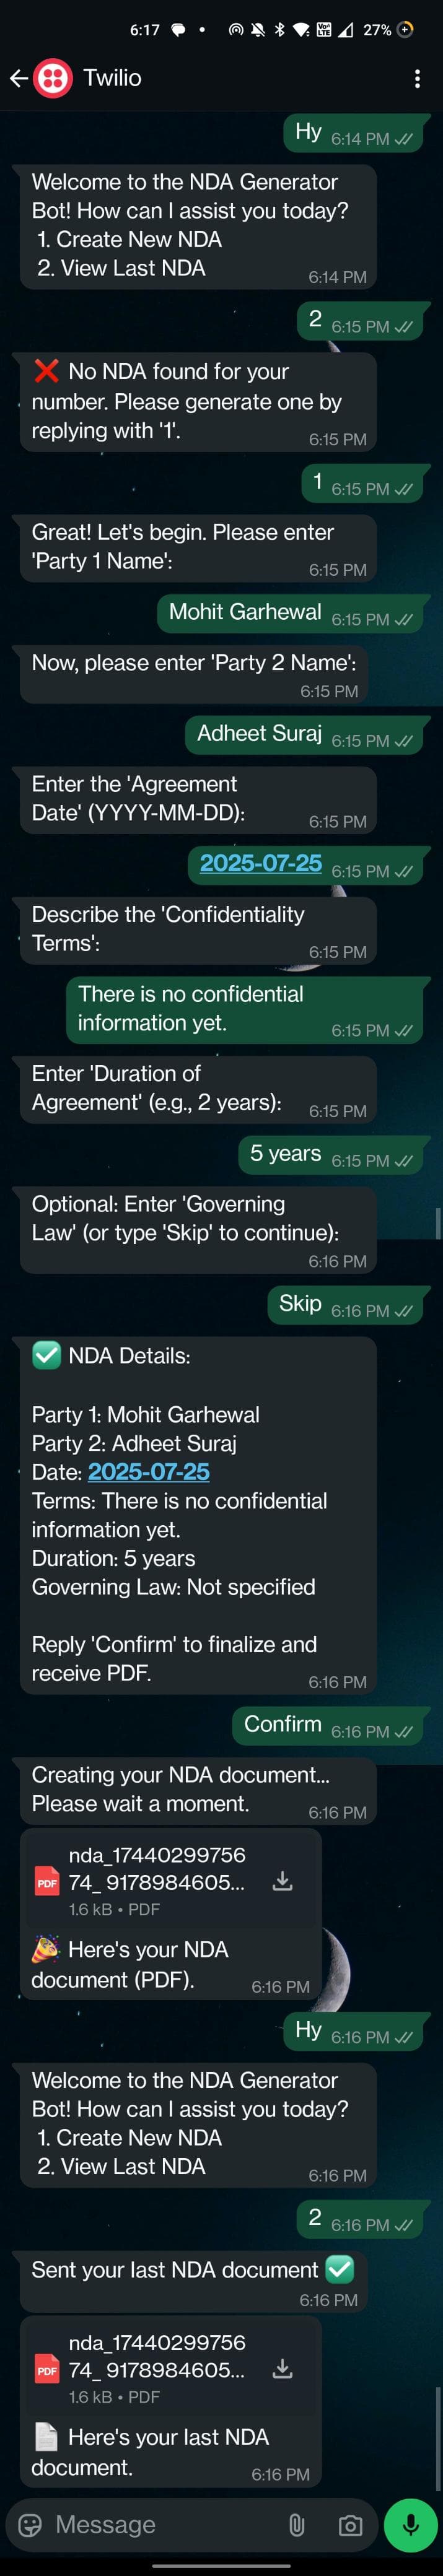 6:17 27%
Twilio
Hy 6:14 PM
Welcome to the NDA Generator
Bot! How can I assist you today?
1. Create New NDA
2. View Last NDA
6:14 PM
2 6:15 PM
❌ No NDA found for your
number. Please generate one by
replying with '1'.
6:15 PM
1 6:15 PM
Great! Let's begin. Please enter
'Party 1 Name':
6:15 PM
Mohit Garhewal 6:15 PM
Now, please enter 'Party 2 Name':
6:15 PM
Adheet Suraj 6:15 PM
Enter the 'Agreement
Date' (YYYY-MM-DD):
6:15 PM
2025-07-25 6:15 PM
Describe the 'Confidentiality
Terms':
6:15 PM
There is no confidential
information yet.
6:15 PM
Enter 'Duration of
Agreement' (e.g., 2 years):
6:15 PM
5 years 6:15 PM
Optional: Enter 'Governing
Law' (or type 'Skip' to continue):
6:16 PM
Skip 6:16 PM
✅ NDA Details:
Party 1: Mohit Garhewal
Party 2: Adheet Suraj
Date: 2025-07-25
Terms: There is no confidential
information yet.
Duration: 5 years
Governing Law: Not specified
Reply 'Confirm' to finalize and
receive PDF.
6:16 PM
Confirm 6:16 PM
Creating your NDA document...
Please wait a moment.
6:16 PM
nda_17440299756
PDF 74_ 9178984605...
1.6 kB • PDF
🎉 Here's your NDA
document (PDF).
6:16 PM
Hy 6:16 PM
Welcome to the NDA Generator
Bot! How can I assist you today?
1. Create New NDA
2. View Last NDA
6:16 PM
2 6:16 PM
Sent your last NDA document ✅
6:16 PM
nda_17440299756
PDF 74_ 9178984605...
1.6 kB • PDF
📄 Here's your last NDA
document.
6:16 PM
Message